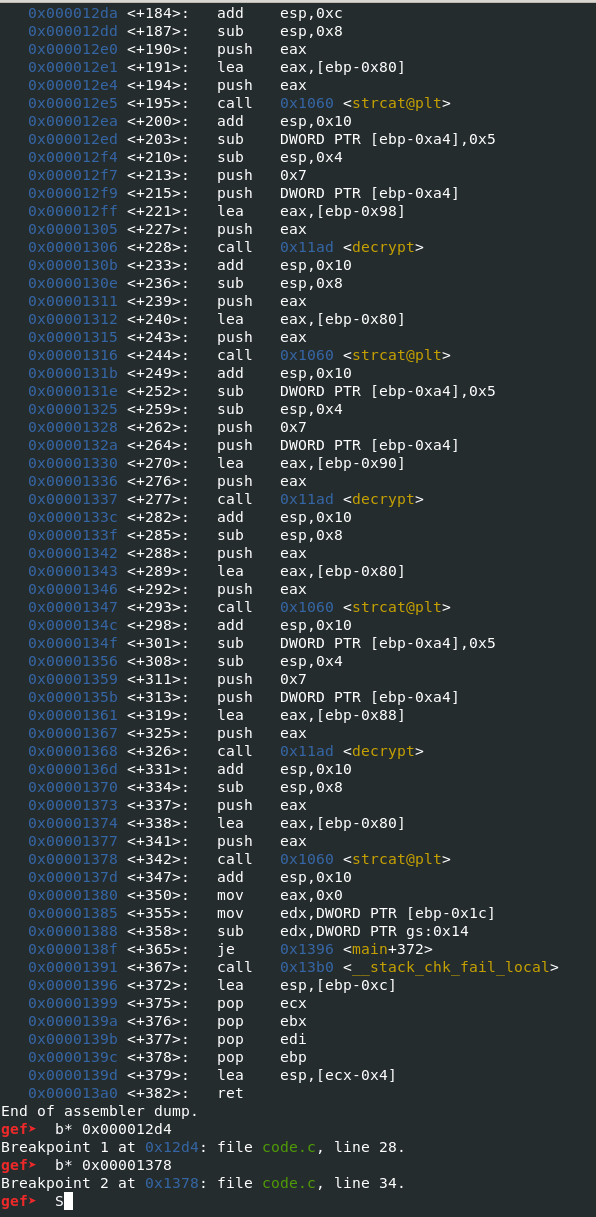 0x000012da <+184>: add esp,0xc
0x000012dd <+187>: sub esp,0x8
0x000012e0 <+190>: push eax
0x000012e1 <+191>: lea eax,[ebp-0x80]
0x000012e4 <+194>: push eax
0x000012e5 <+195>: call 0x1060 <strcat@plt>
0x000012ea <+200>: add esp,0x10
0x000012ed <+203>: sub DWORD PTR [ebp-0xa4],0x5
0x000012f4 <+210>: sub esp,0x4
0x000012f7 <+213>: push 0x7
0x000012f9 <+215>: push DWORD PTR [ebp-0xa4]
0x000012ff <+221>: lea eax,[ebp-0x98]
0x00001305 <+227>: push eax
0x00001306 <+228>: call 0x11ad <decrypt>
0x0000130b <+233>: add esp,0x10
0x0000130e <+236>: sub esp,0x8
0x00001311 <+239>: push eax
0x00001312 <+240>: lea eax,[ebp-0x80]
0x00001315 <+243>: push eax
0x00001316 <+244>: call 0x1060 <strcat@plt>
0x0000131b <+249>: add esp,0x10
0x0000131e <+252>: sub DWORD PTR [ebp-0xa4],0x5
0x00001325 <+259>: sub esp,0x4
0x00001328 <+262>: push 0x7
0x0000132a <+264>: push DWORD PTR [ebp-0xa4]
0x00001330 <+270>: lea eax,[ebp-0x90]
0x00001336 <+276>: push eax
0x00001337 <+277>: call 0x11ad <decrypt>
0x0000133c <+282>: add esp,0x10
0x0000133f <+285>: sub esp,0x8
0x00001342 <+288>: push eax
0x00001343 <+289>: lea eax,[ebp-0x80]
0x00001346 <+292>: push eax
0x00001347 <+293>: call 0x1060 <strcat@plt>
0x0000134c <+298>: add esp,0x10
0x0000134f <+301>: sub DWORD PTR [ebp-0xa4],0x5
0x00001356 <+308>: sub esp,0x4
0x00001359 <+311>: push 0x7
0x0000135b <+313>: push DWORD PTR [ebp-0xa4]
0x00001361 <+319>: lea eax,[ebp-0x88]
0x00001367 <+325>: push eax
0x00001368 <+326>: call 0x11ad <decrypt>
0x0000136d <+331>: add esp,0x10
0x00001370 <+334>: sub esp,0x8
0x00001373 <+337>: push eax
0x00001374 <+338>: lea eax,[ebp-0x80]
0x00001377 <+341>: push eax
0x00001378 <+342>: call 0x1060 <strcat@plt>
0x0000137d <+347>: add esp,0x10
0x00001380 <+350>: mov eax,0x0
0x00001385 <+355>: mov edx,DWORD PTR [ebp-0x1c]
0x00001388 <+358>: sub edx,DWORD PTR gs:0x14
0x0000138f <+365>: je 0x1396 <main+372>
0x00001391 <+367>: call 0x13b0 <__stack_chk_fail_local>
0x00001396 <+372>: lea esp,[ebp-0xc]
0x00001399 <+375>: pop ecx
0x0000139a <+376>: pop ebx
0x0000139b <+377>: pop edi
0x0000139c <+378>: pop ebp
0x0000139d <+379>: lea esp,[ecx-0x4]
0x000013a0 <+382>: ret
End of assembler dump.
gef➤ b* 0x000012d4
Breakpoint 1 at 0x12d4: file code.c, line 28.
gef➤ b* 0x00001378
Breakpoint 2 at 0x1378: file code.c, line 34.
gef➤ S